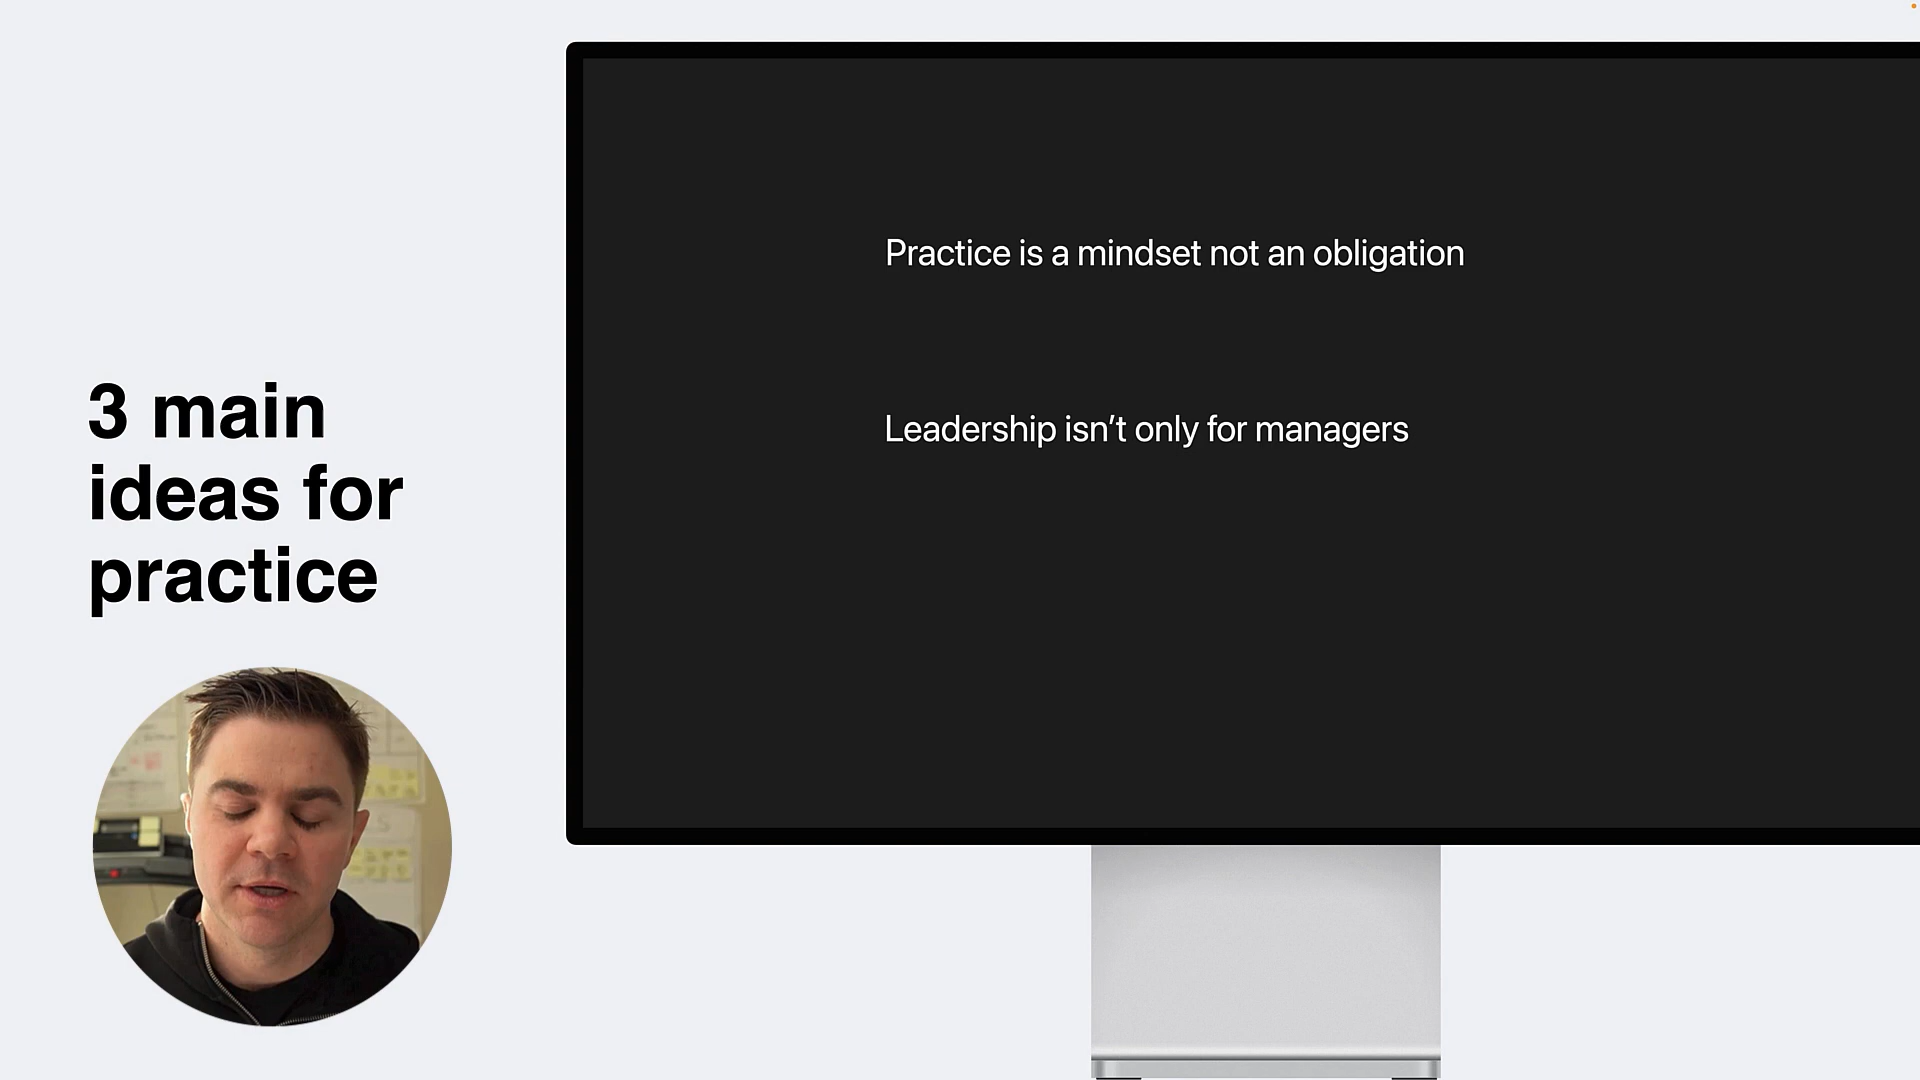 3 main
ideas for
practice
Practice is a mindset not an obligation
Leadership isn’t only for managers